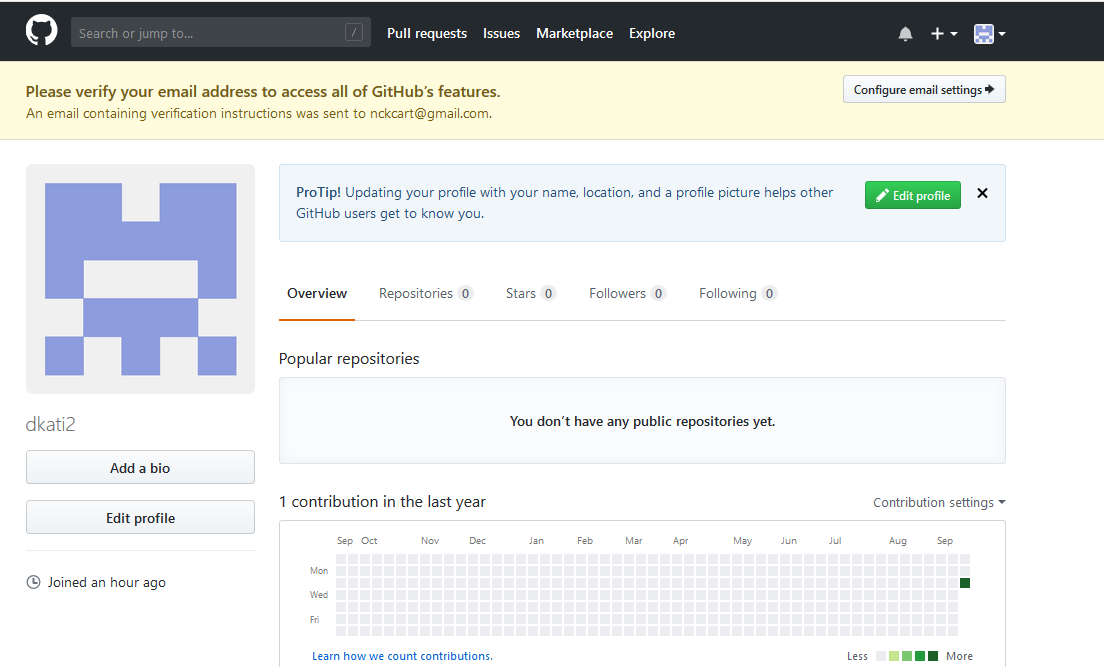 Search or jump to... /
Pull requests Issues Marketplace Explore
Please verify your email address to access all of GitHub’s features.
An email containing verification instructions was sent to nckcart@gmail.com.
Configure email settings
ProTip! Updating your profile with your name, location, and a profile picture helps other
GitHub users get to know you.
Edit profile
Overview Repositories 0 Stars 0 Followers 0 Following 0
Popular repositories
You don’t have any public repositories yet.
dkati2
Add a bio
Edit profile
Joined an hour ago
1 contribution in the last year
Contribution settings
Sep Oct Nov Dec Jan Feb Mar Apr May Jun Jul Aug Sep
Mon
Wed
Fri
Learn how we count contributions.
Less More